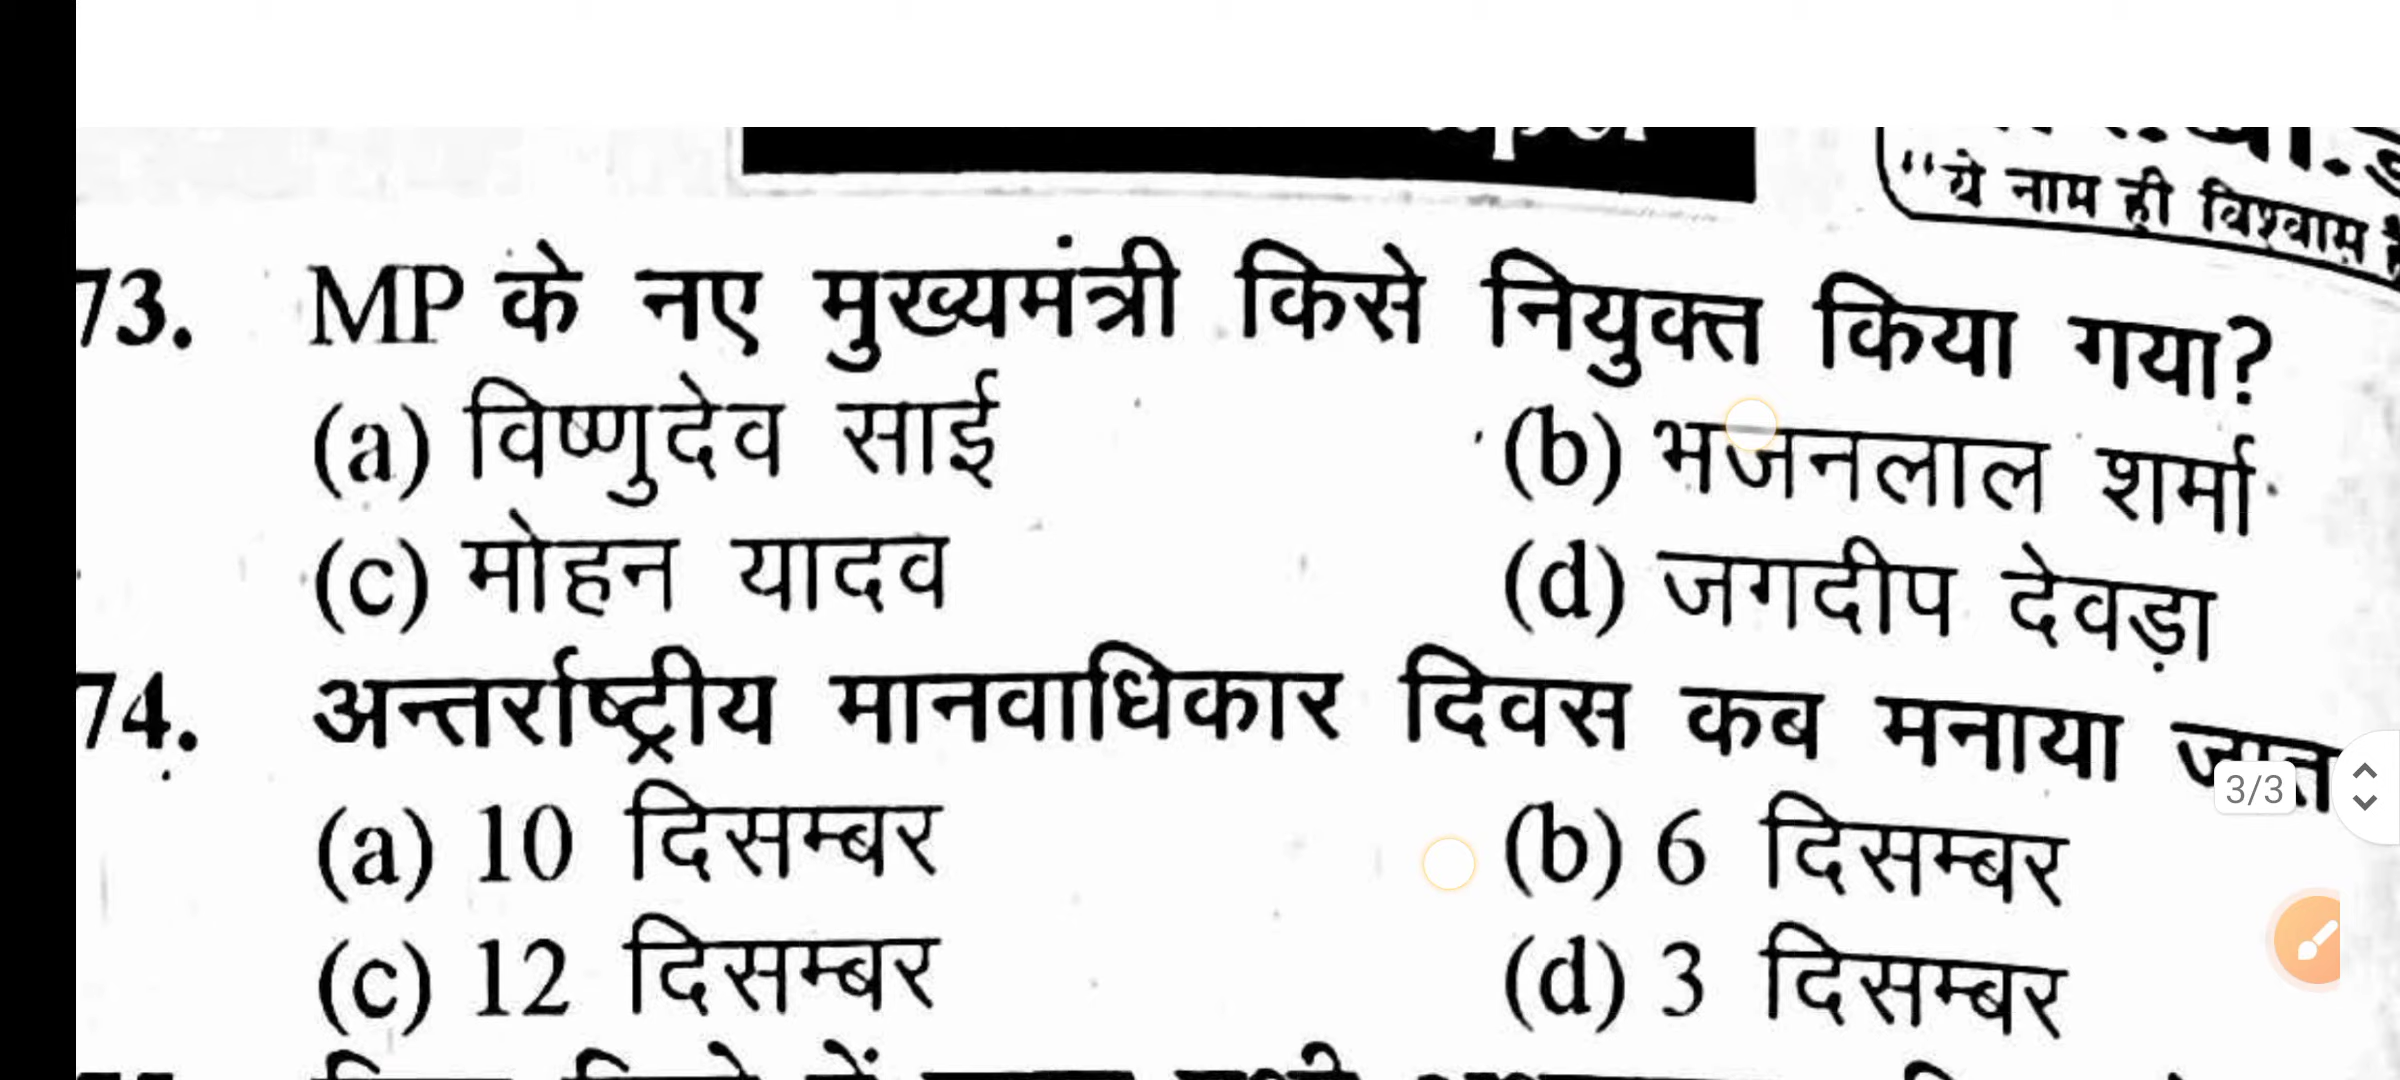 "ये नाम ही विश्वास
73. MP के नए मुख्यमंत्री किसे नियुक्त किया गया?
(a) विष्णुदेव साई (b) भजनलाल शर्मा
(c) मोहन यादव (d) जगदीप देवड़ा
74. अन्तर्राष्ट्रीय मानवाधिकार दिवस कब मनाया
3/3
(a) 10 दिसम्बर (b) 6 दिसम्बर
(c) 12 दिसम्बर (d) 3 दिसम्बर